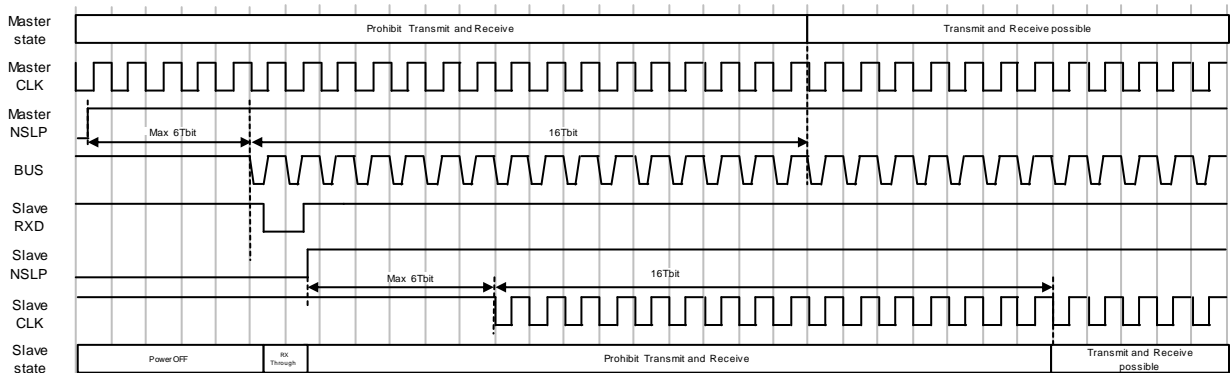 Master
state
Prohibit Transmit and Receive
Transmit and Receive possible
Master
CLK
Master
NSLP
Max 6Tbit
16Tbit
BUS
Slave
RXD
Slave
NSLP
Max 6Tbit
16Tbit
Slave
CLK
Slave
state
PowerOFF
RX
Through
Prohibit Transmit and Receive
Transmit and Receive
possible